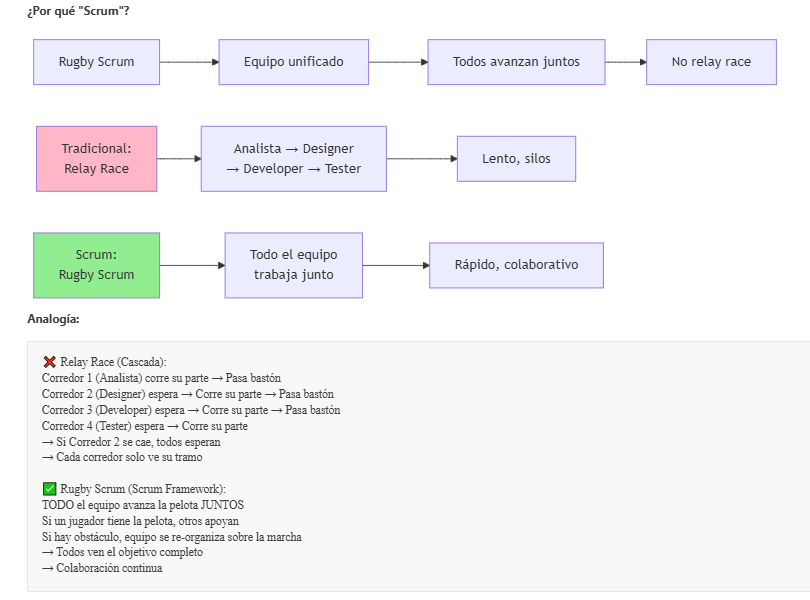 ¿Por qué "Scrum"?
Rugby Scrum
Equipo unificado
Todos avanzan juntos
No relay race
Tradicional:
Relay Race
Analista → Designer
→ Developer → Tester
Lento, silos
Scrum:
Rugby Scrum
Todo el equipo
trabaja junto
Rápido, colaborativo
Analogía:
❌ Relay Race (Cascada):
Corredor 1 (Analista) corre su parte → Pasa bastón
Corredor 2 (Designer) espera → Corre su parte → Pasa bastón
Corredor 3 (Developer) espera → Corre su parte → Pasa bastón
Corredor 4 (Tester) espera → Corre su parte
→ Si Corredor 2 se cae, todos esperan
→ Cada corredor solo ve su tramo
✅ Rugby Scrum (Scrum Framework):
TODO el equipo avanza la pelota JUNTOS
Si un jugador tiene la pelota, otros apoyan
Si hay obstáculo, equipo se re-organiza sobre la marcha
→ Todos ven el objetivo completo
→ Colaboración continua